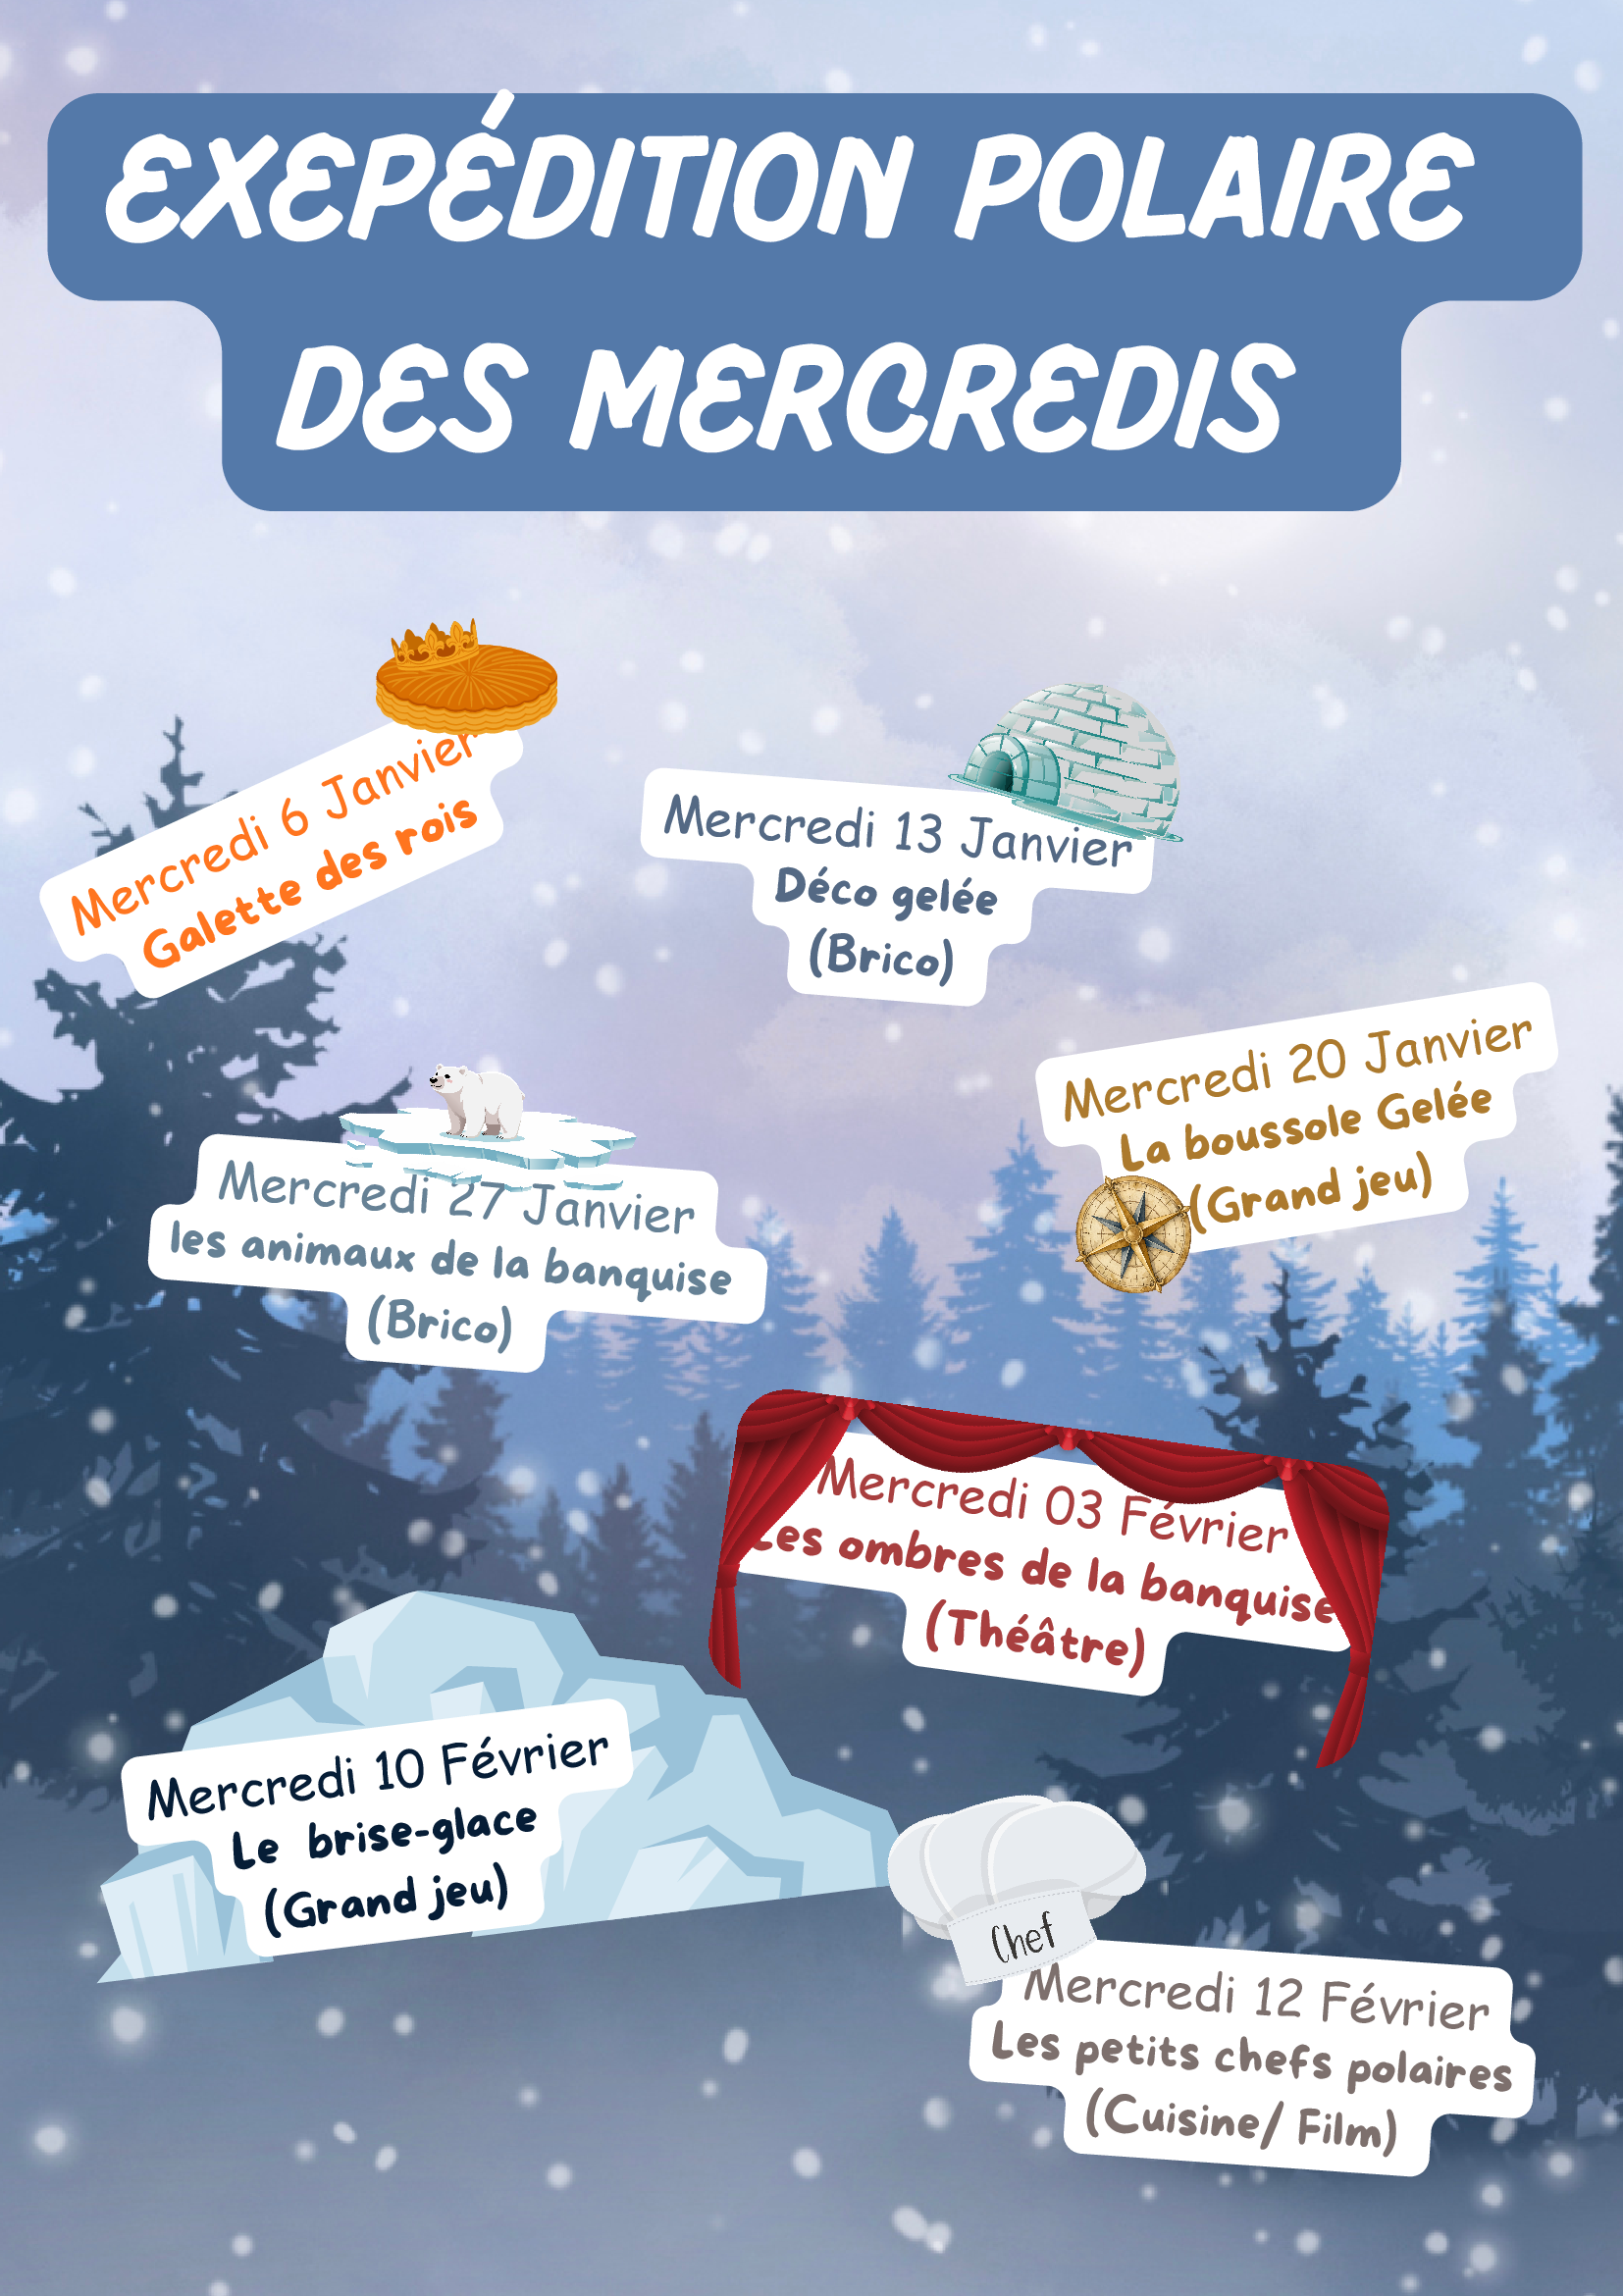 EXEPÉDITION POLAIRE
DES MERCREDIS
Mercredi 6 Janvier
Galette des rois
Mercredi 13 Janvier
Déco gelée
(Brico)
Mercredi 20 Janvier
La boussole Gelée
(Grand jeu)
Mercredi 27 Janvier
les animaux de la banquise
(Brico)
Mercredi 03 Février
Les ombres de la banquise
(Théâtre)
Mercredi 10 Février
Le brise-glace
(Grand jeu)
Chef
Mercredi 12 Février
Les petits chefs polaires
(Cuisine/ Film)